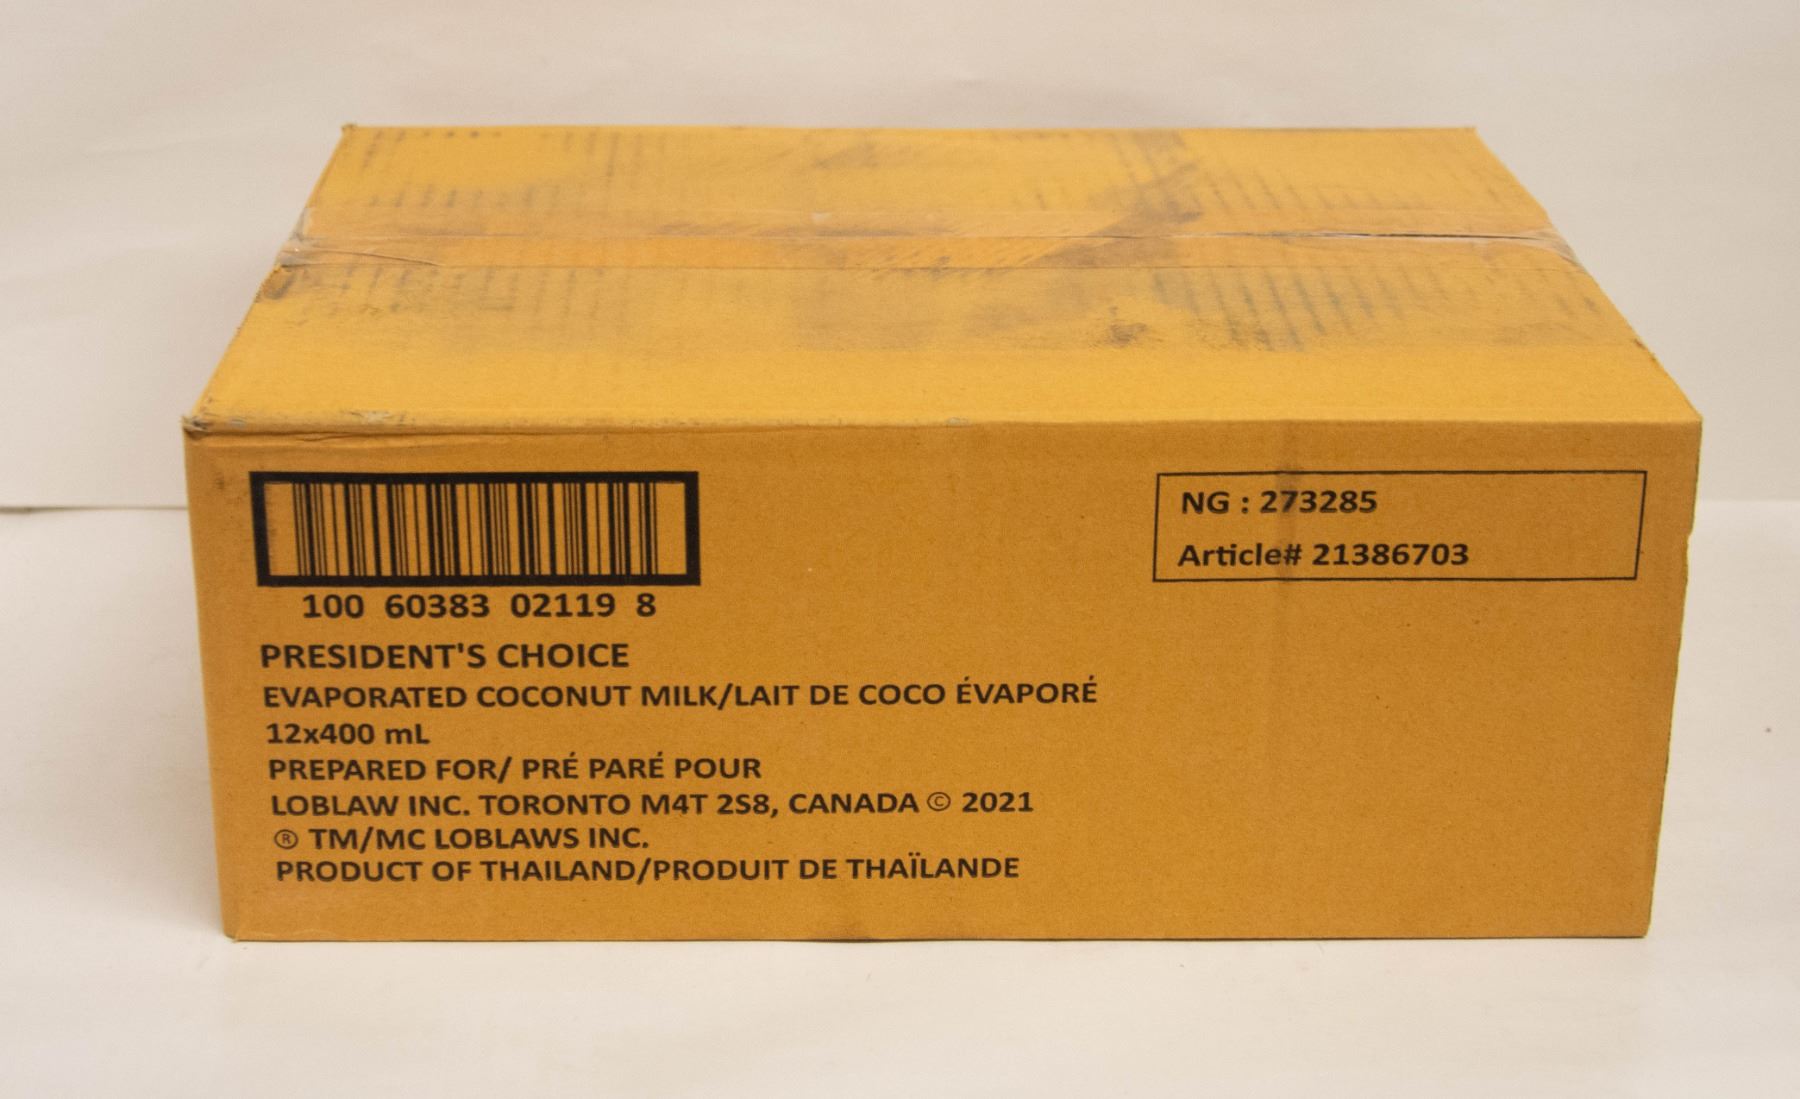 100 60383 02119 8
PRESIDENT'S CHOICE
EVAPORATED COCONUT MILK/LAIT DE COCO ÉVAPORÉ
12x400 mL
PREPARED FOR/ PRÉ PARÉ POUR
LOBLAW INC. TORONTO M4T 2S8, CANADA © 2021
® TM/MC LOBLAWS INC.
PRODUCT OF THAILAND/PRODUIT DE THAÏLANDE
NG : 273285
Article# 21386703